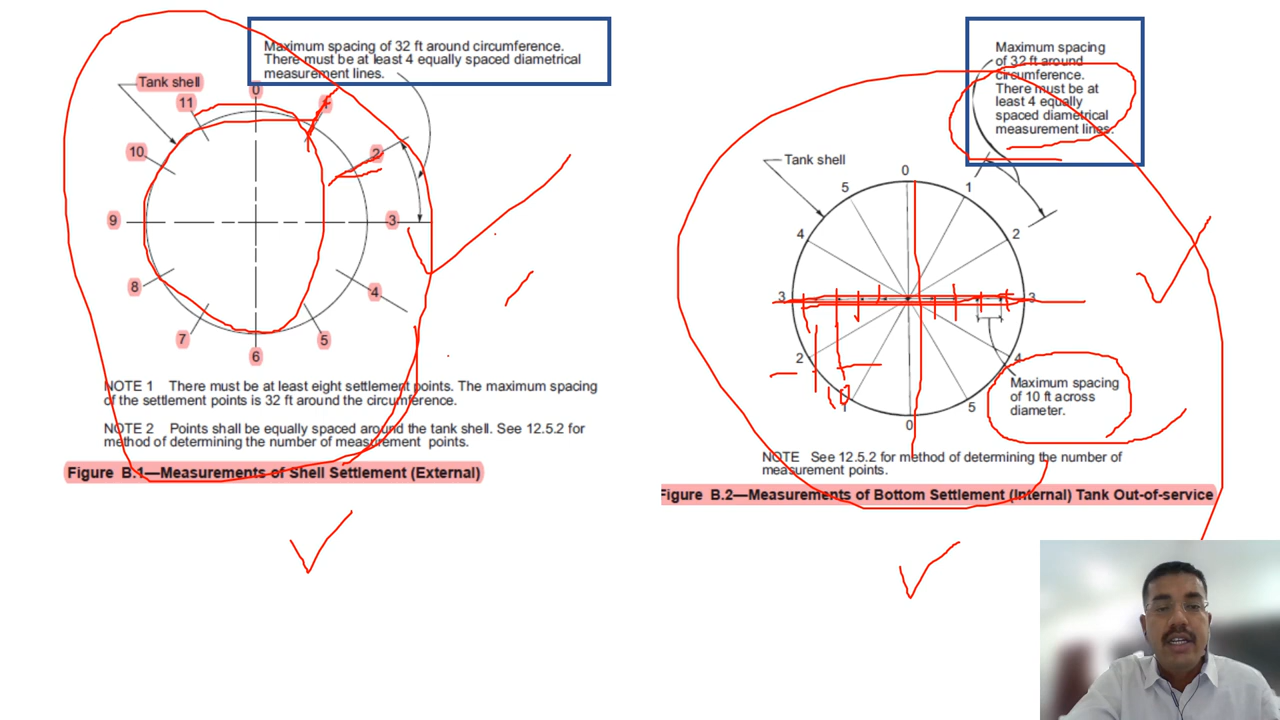 Maximum spacing of 32 ft around circumference.
There must be at least 4 equally spaced diametrical
measurement lines.
Tank shell
0
1
2
3
4
5
6
7
8
9
10
11
NOTE 1 There must be at least eight settlement points. The maximum spacing
of the settlement points is 32 ft around the circumference.
NOTE 2 Points shall be equally spaced around the tank shell. See 12.5.2 for
method of determining the number of measurement points.
Figure B.1—Measurements of Shell Settlement (External)
Maximum spacing
of 32 ft around
circumference.
There must be at
least 4 equally
spaced diametrical
measurement lines.
Tank shell
0
1
2
3
4
5
0
1
2
3
4
5
10
Maximum spacing
of 10 ft across
diameter.
NOTE See 12.5.2 for method of determining the number of
measurement points.
Figure B.2—Measurements of Bottom Settlement (Internal) Tank Out-of-service